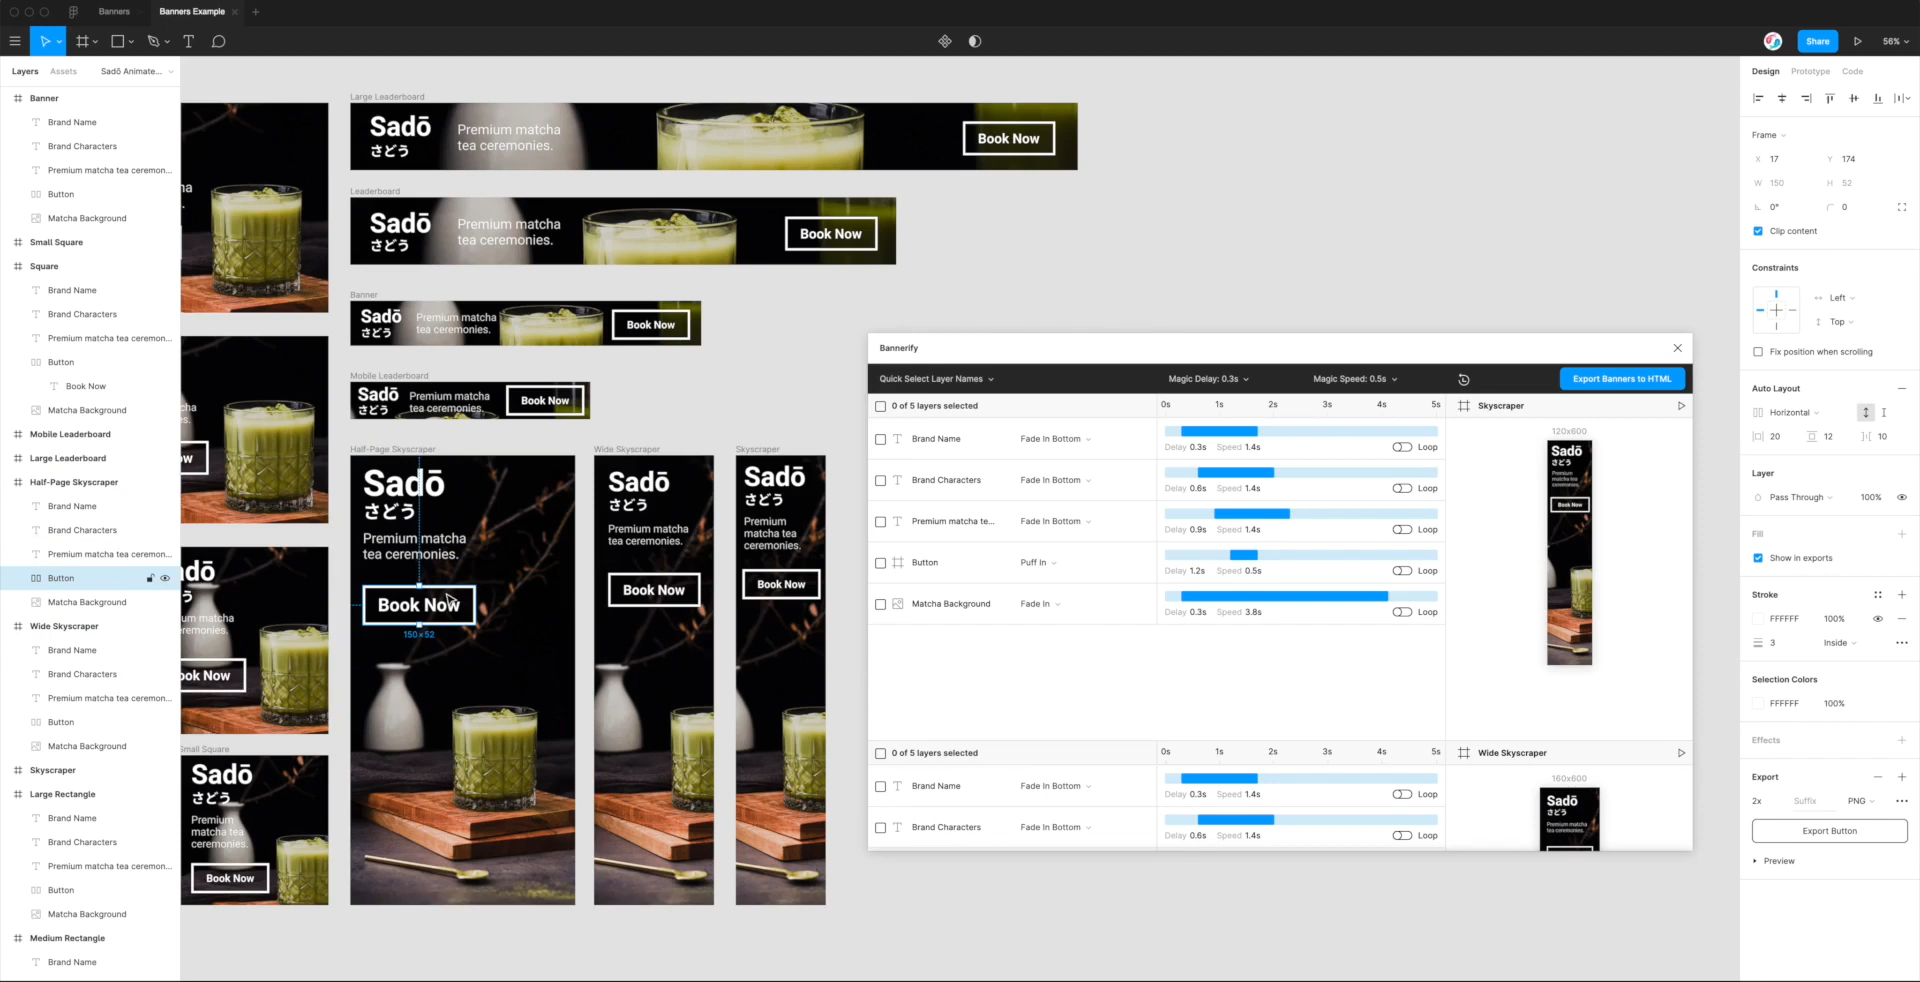 Banners
Banners Example
Share
56%
Layers
Assets
Sadō Animate...
Banner
Brand Name
Brand Characters
Premium matcha tea ceremon...
Button
Matcha Background
Small Square
Square
Brand Name
Brand Characters
Premium matcha tea ceremon...
Button
Book Now
Matcha Background
Mobile Leaderboard
Large Leaderboard
Half-Page Skyscraper
Brand Name
Brand Characters
Premium matcha tea ceremon...
Button
Matcha Background
Wide Skyscraper
Brand Name
Brand Characters
Premium matcha tea ceremon...
Button
Matcha Background
Skyscraper
Large Rectangle
Brand Name
Brand Characters
Premium matcha tea ceremon...
Button
Matcha Background
Medium Rectangle
Brand Name
Small Square
Sadō
さどう
Premium
matcha tea
ceremonies.
Book Now
Large Leaderboard
Sadō
さどう
Premium matcha
tea ceremonies.
Book Now
Leaderboard
Sadō
さどう
Premium matcha
tea ceremonies.
Book Now
Banner
Sadō
さどう
Premium matcha
tea ceremonies.
Book Now
Mobile Leaderboard
Sadō
さどう
Premium matcha
tea ceremonies.
Book Now
Half-Page Skyscraper
Sadō
さどう
Premium matcha
tea ceremonies.
Book Now
150 × 52
Wide Skyscraper
Sadō
さどう
Premium matcha
tea ceremonies.
Book Now
Skyscraper
Sadō
さどう
Premium
matcha tea
ceremonies.
Book Now
Bannerify
Quick Select Layer Names
Magic Delay: 0.3s
Magic Speed: 0.5s
Export Banners to HTML
0 of 5 layers selected
0s 1s 2s 3s 4s 5s
Skyscraper
Brand Name
Fade In Bottom
Delay 0.3s Speed 1.4s
Loop
Brand Characters
Fade In Bottom
Delay 0.6s Speed 1.4s
Loop
Premium matcha te...
Fade In Bottom
Delay 0.9s Speed 1.4s
Loop
Button
Puff In
Delay 1.2s Speed 0.5s
Loop
Matcha Background
Fade In
Delay 0.3s Speed 3.8s
Loop
120x600
Sadō
さどう
Premium
matcha tea
ceremonies.
Book Now
0 of 5 layers selected
0s 1s 2s 3s 4s 5s
Wide Skyscraper
Brand Name
Fade In Bottom
Delay 0.3s Speed 1.4s
Loop
Brand Characters
Fade In Bottom
Delay 0.6s Speed 1.4s
Loop
160x600
Sadō
さどう
Premium matcha
tea ceremonies.
Design
Prototype
Code
Frame
X 17
Y 174
W 150
H 52
0°
0
Clip content
Constraints
Left
Top
Fix position when scrolling
Auto Layout
Horizontal
20
12
10
Layer
Pass Through
100%
Fill
Show in exports
Stroke
FFFFFF
100%
3
Inside
Selection Colors
FFFFFF
100%
Effects
Export
2x
Suffix
PNG
Export Button
Preview